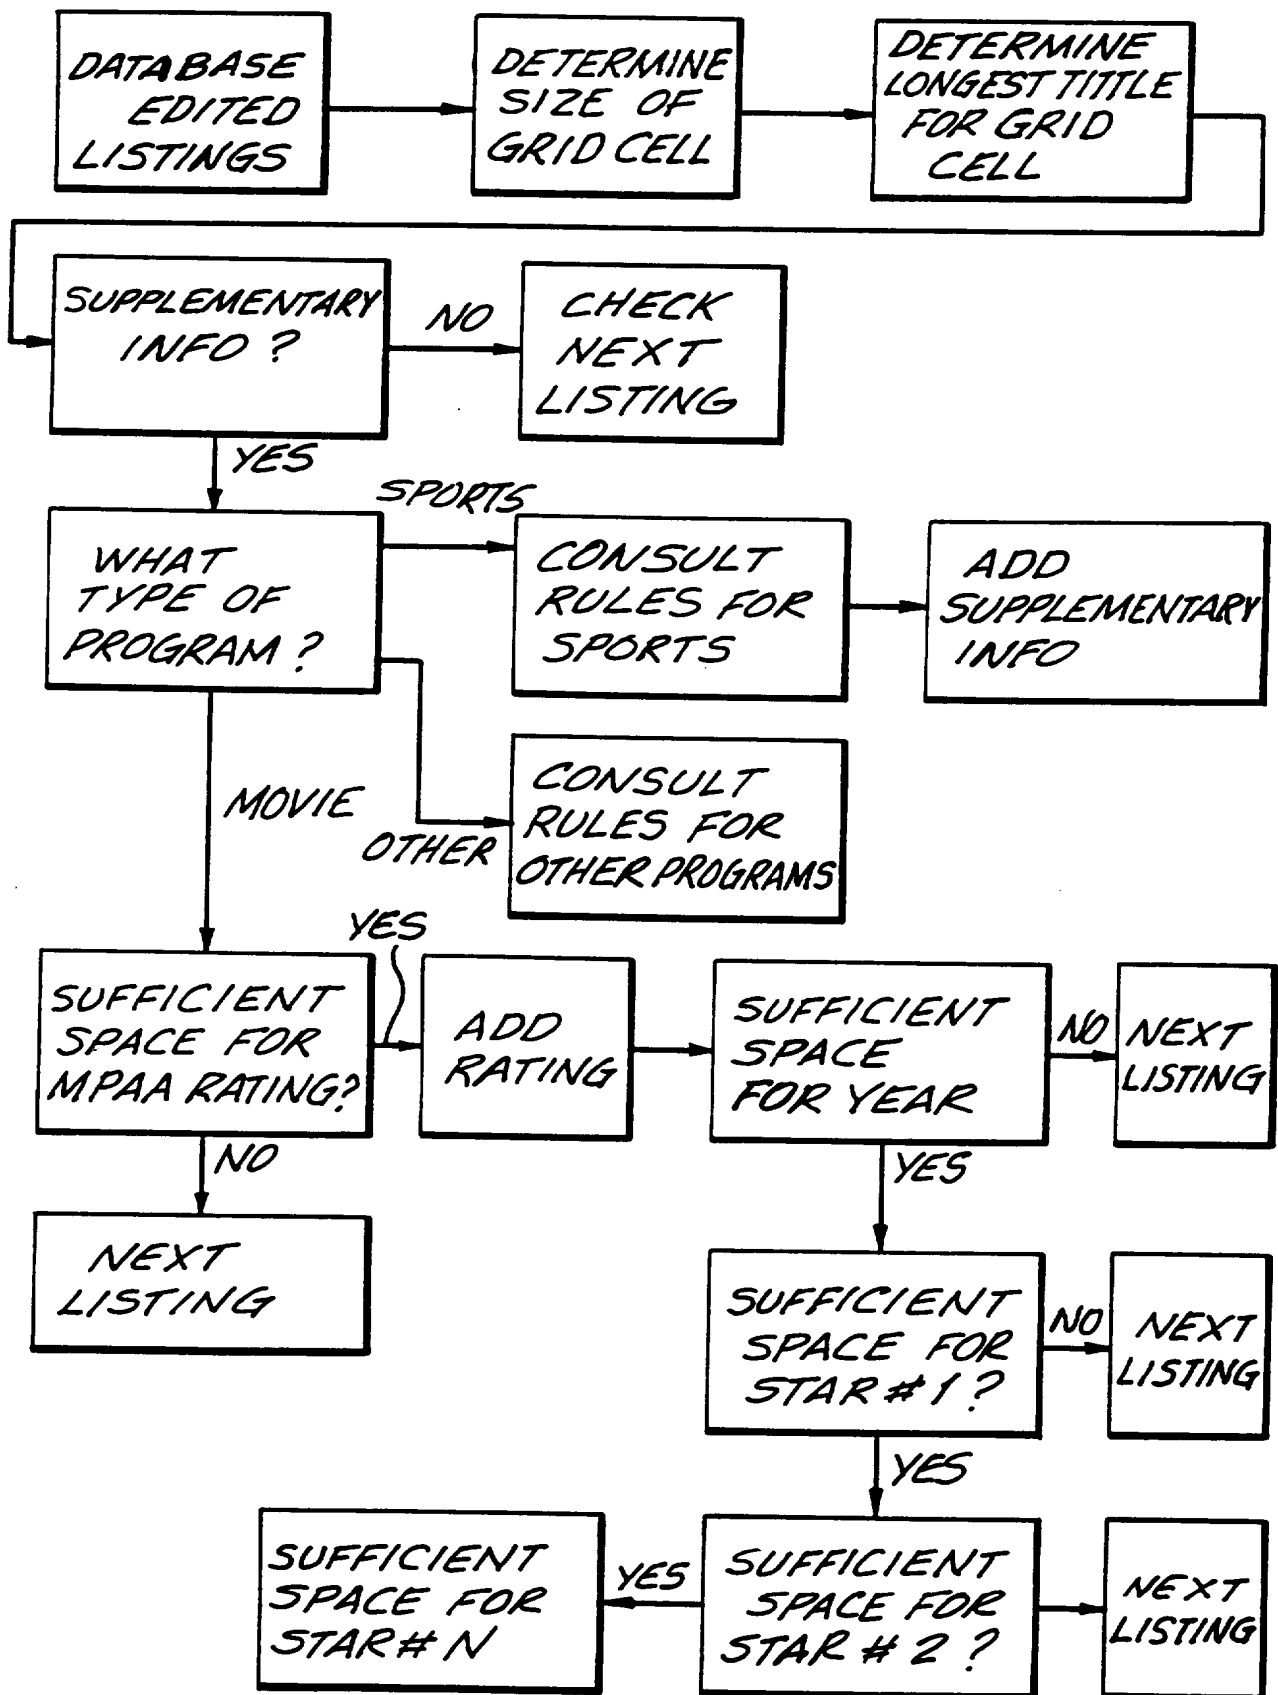 DATABASE
EDITED
LISTINGS
DETERMINE
SIZE OF
GRID CELL
DETERMINE
LONGEST TITTLE
FOR GRID
CELL
SUPPLEMENTARY
INFO ?
NO
CHECK
NEXT
LISTING
YES
WHAT
TYPE OF
PROGRAM ?
SPORTS
CONSULT
RULES FOR
SPORTS
ADD
SUPPLEMENTARY
INFO
MOVIE
OTHER
CONSULT
RULES FOR
OTHER PROGRAMS
SUFFICIENT
SPACE FOR
MPAA RATING?
YES
ADD
RATING
SUFFICIENT
SPACE
FOR YEAR
NO
NEXT
LISTING
NO
NEXT
LISTING
YES
SUFFICIENT
SPACE FOR
STAR # 1 ?
NO
NEXT
LISTING
YES
SUFFICIENT
SPACE FOR
STAR # N
YES
SUFFICIENT
SPACE FOR
STAR # 2 ?
NEXT
LISTING